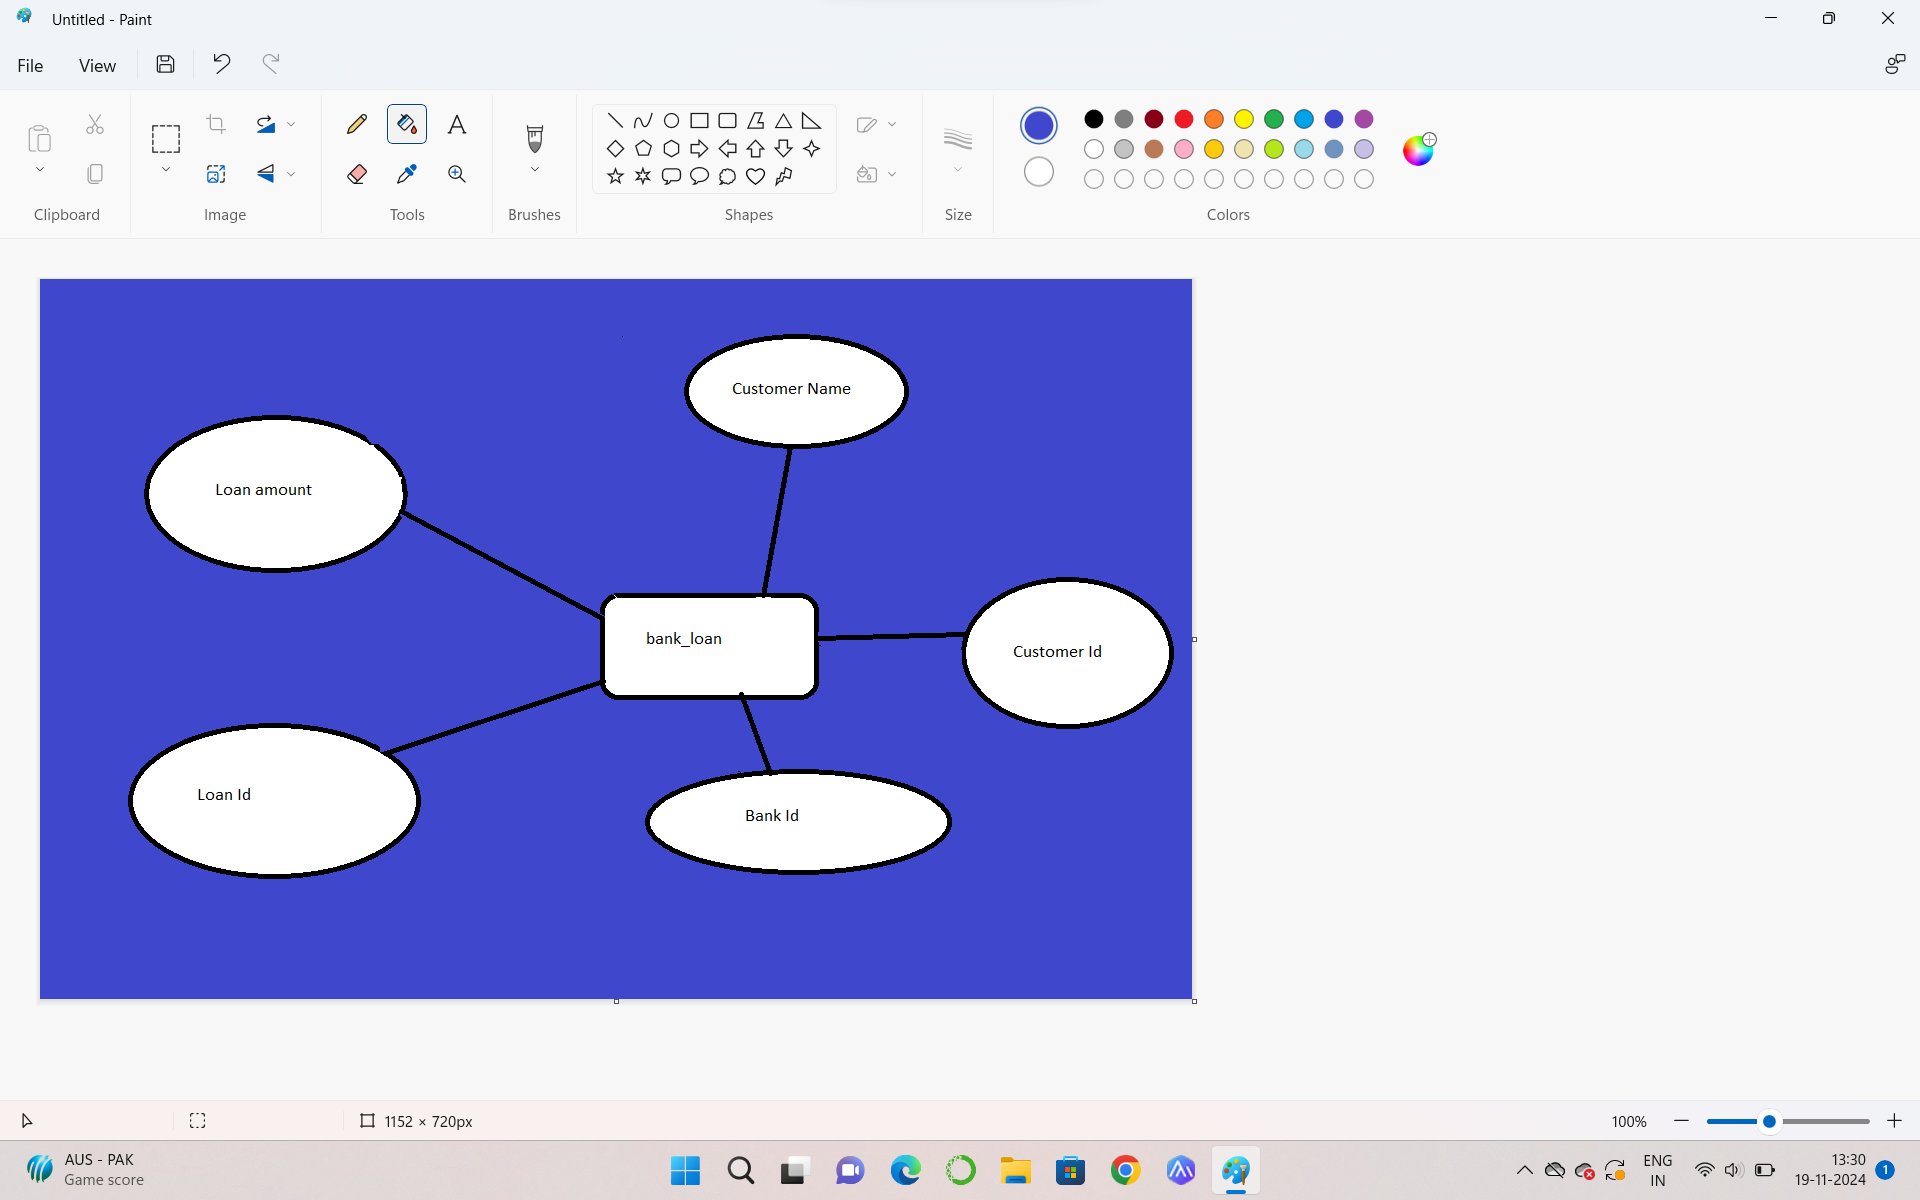 Untitled - Paint
File
View
Clipboard
Image
Tools
Brushes
Shapes
Size
Colors
Customer Name
Loan amount
bank_loan
Customer Id
Loan Id
Bank Id
1152 × 720px
100%
AUS - PAK
Game score
ENG
IN
13:30
19-11-2024
1